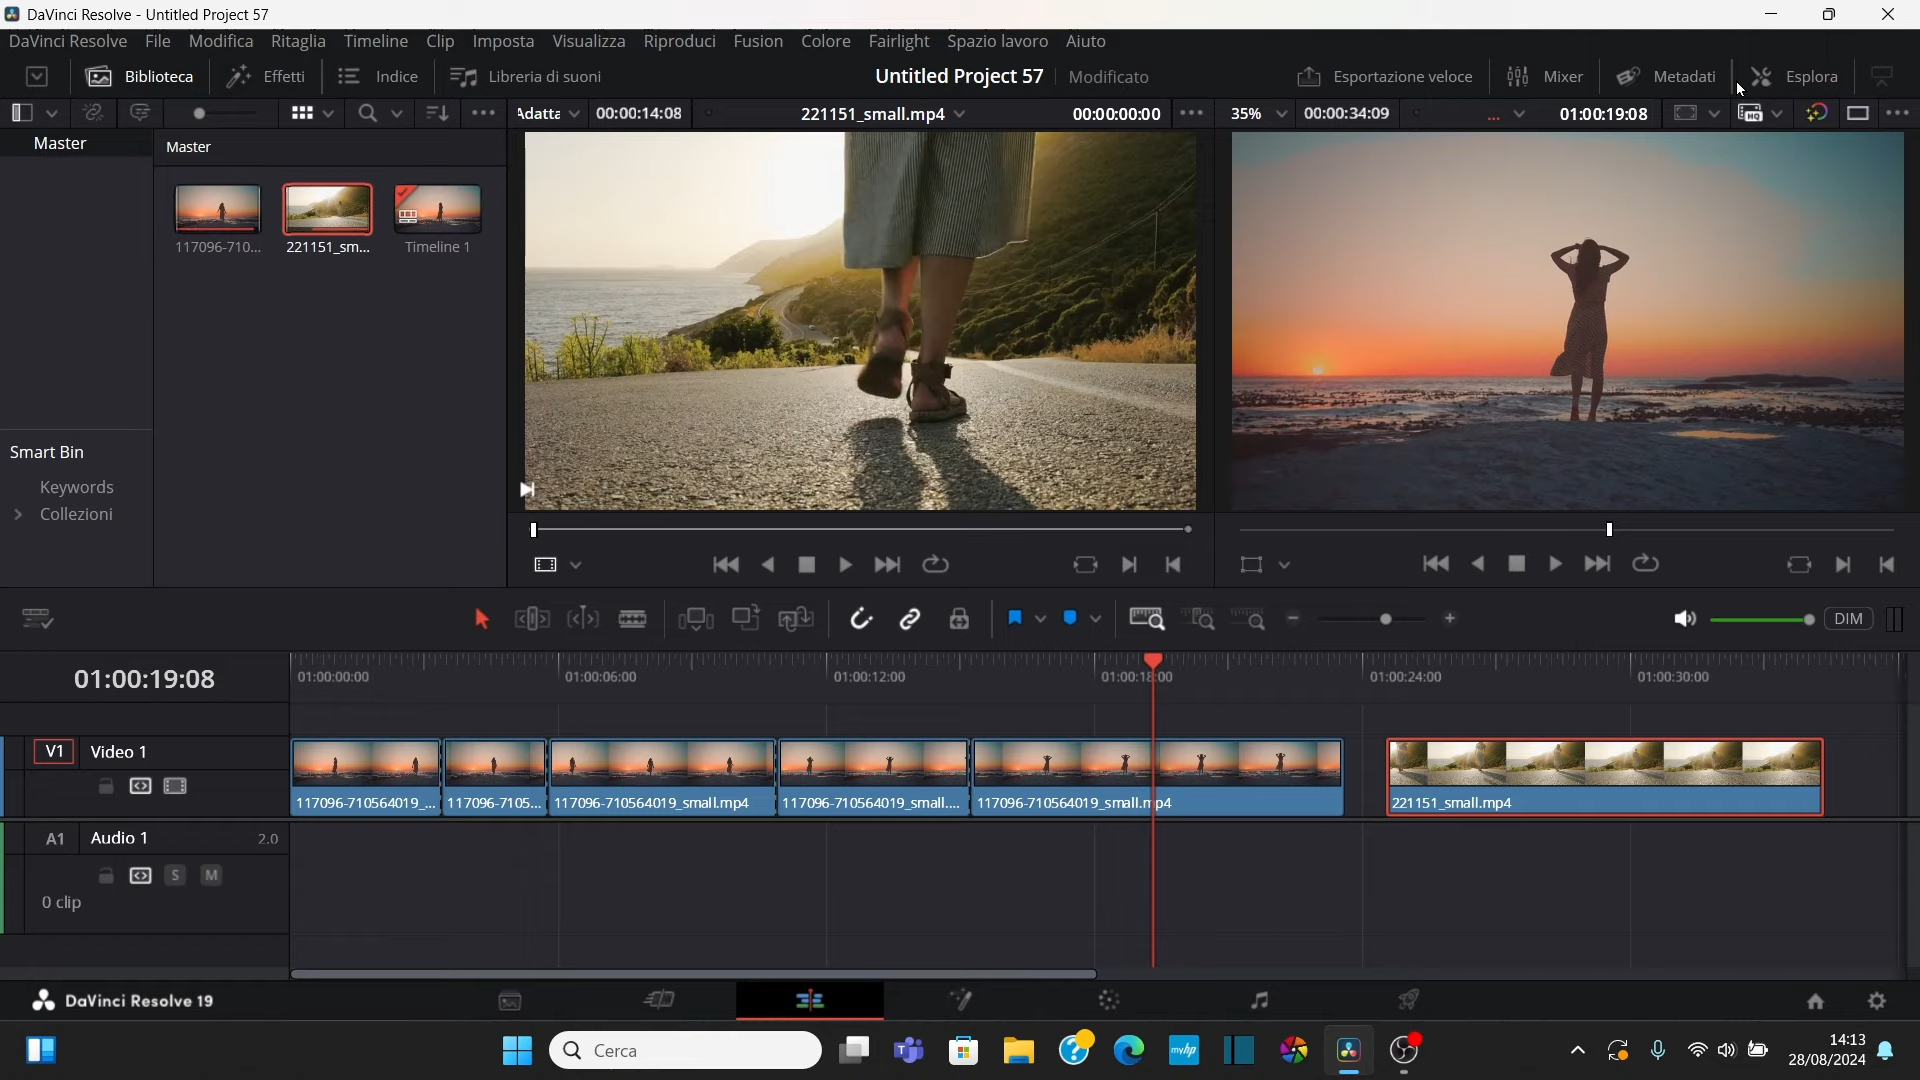 DaVinci Resolve - Untitled Project 57
DaVinci Resolve File Modifica Ritaglia Timeline Clip Imposta Visualizza Riproduci Fusion Colore Fairlight Spazio lavoro Aiuto
Biblioteca Effetti Indice Libreria di suoni Untitled Project 57 Modificato Esportazione veloce Mixer Metadati Esplora
Adatta 00:00:14:08 221151_small.mp4 00:00:00:00 35% 00:00:34:09 ... 01:00:19:08
Master Master
117096-710... 221151_sm... Timeline 1
Smart Bin
Keywords
Collezioni
DIM
01:00:19:08 01:00:00:00 01:00:06:00 01:00:12:00 01:00:18:00 01:00:24:00 01:00:30:00
V1 Video 1
117096-710564019_... 117096-7105... 117096-710564019_small.mp4 117096-710564019_small.... 117096-710564019_small.mp4 221151_small.mp4
A1 Audio 1 2.0
S M
0 clip
DaVinci Resolve 19
Cerca myhp 14:13
28/08/2024